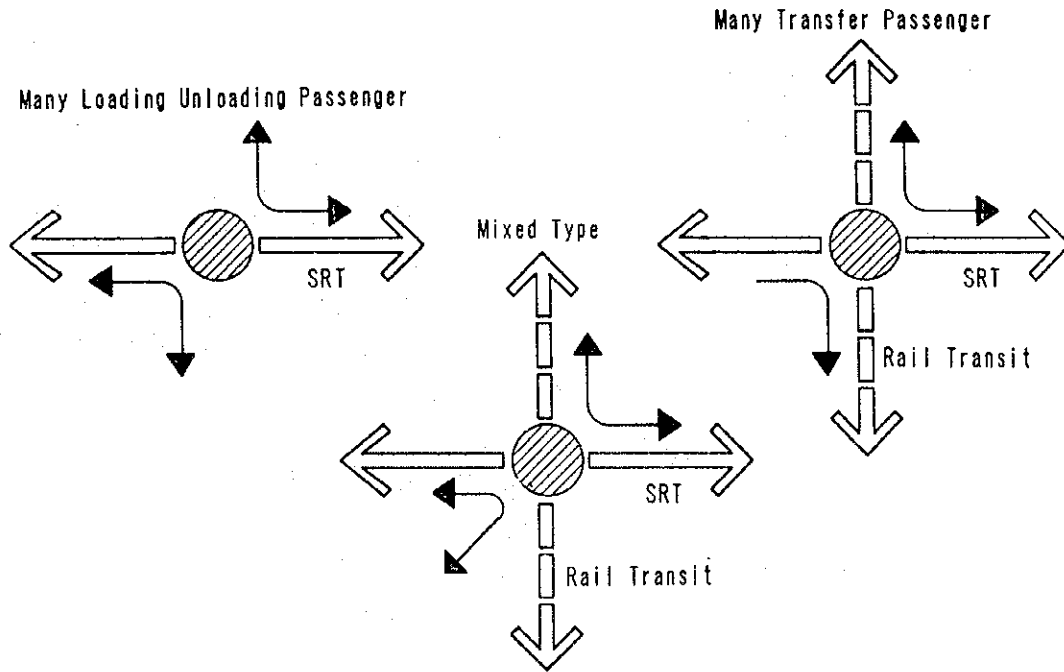 Many Transfer Passenger
Many Loading Unloading Passenger
SRT
Mixed Type
SRT
Rail Transit
SRT
Rail Transit